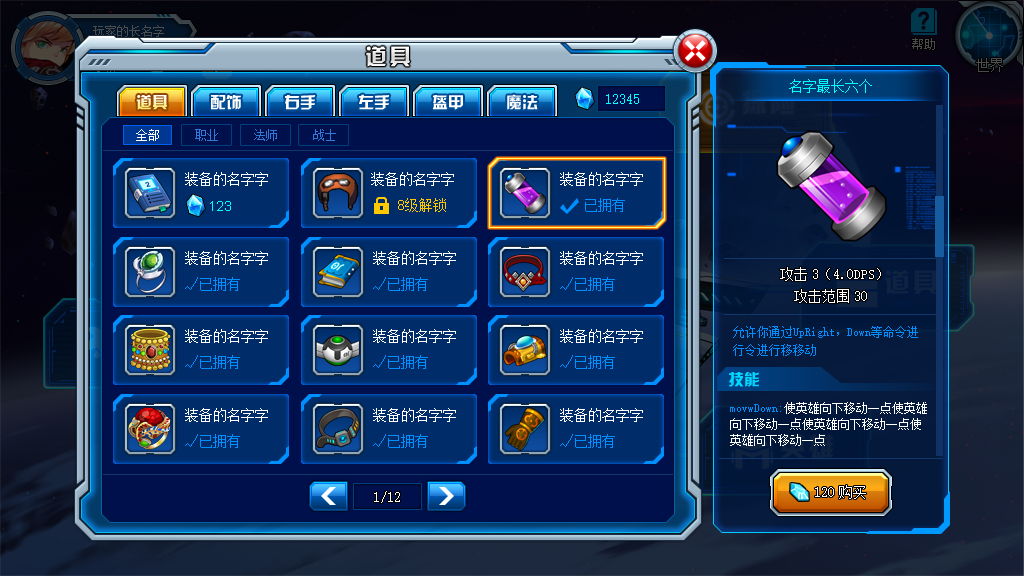 玩家的长名字
道具
帮助
世界
道具 配饰 右手 左手 盔甲 魔法 12345
全部 职业 法师 战士
装备的名字字
123
装备的名字字
8级解锁
装备的名字字
已拥有
装备的名字字
已拥有
装备的名字字
已拥有
装备的名字字
已拥有
装备的名字字
已拥有
装备的名字字
已拥有
装备的名字字
已拥有
装备的名字字
已拥有
装备的名字字
已拥有
装备的名字字
已拥有
1/12
名字最长六个
攻击 3（4.0DPS）
攻击范围 30
允许你通过UpRight，Down等命令进
行令进行移移动
技能
movwDown:使英雄向下移动一点使英雄
向下移动一点使英雄向下移动一点使
英雄向下移动一点
120 购买
道具